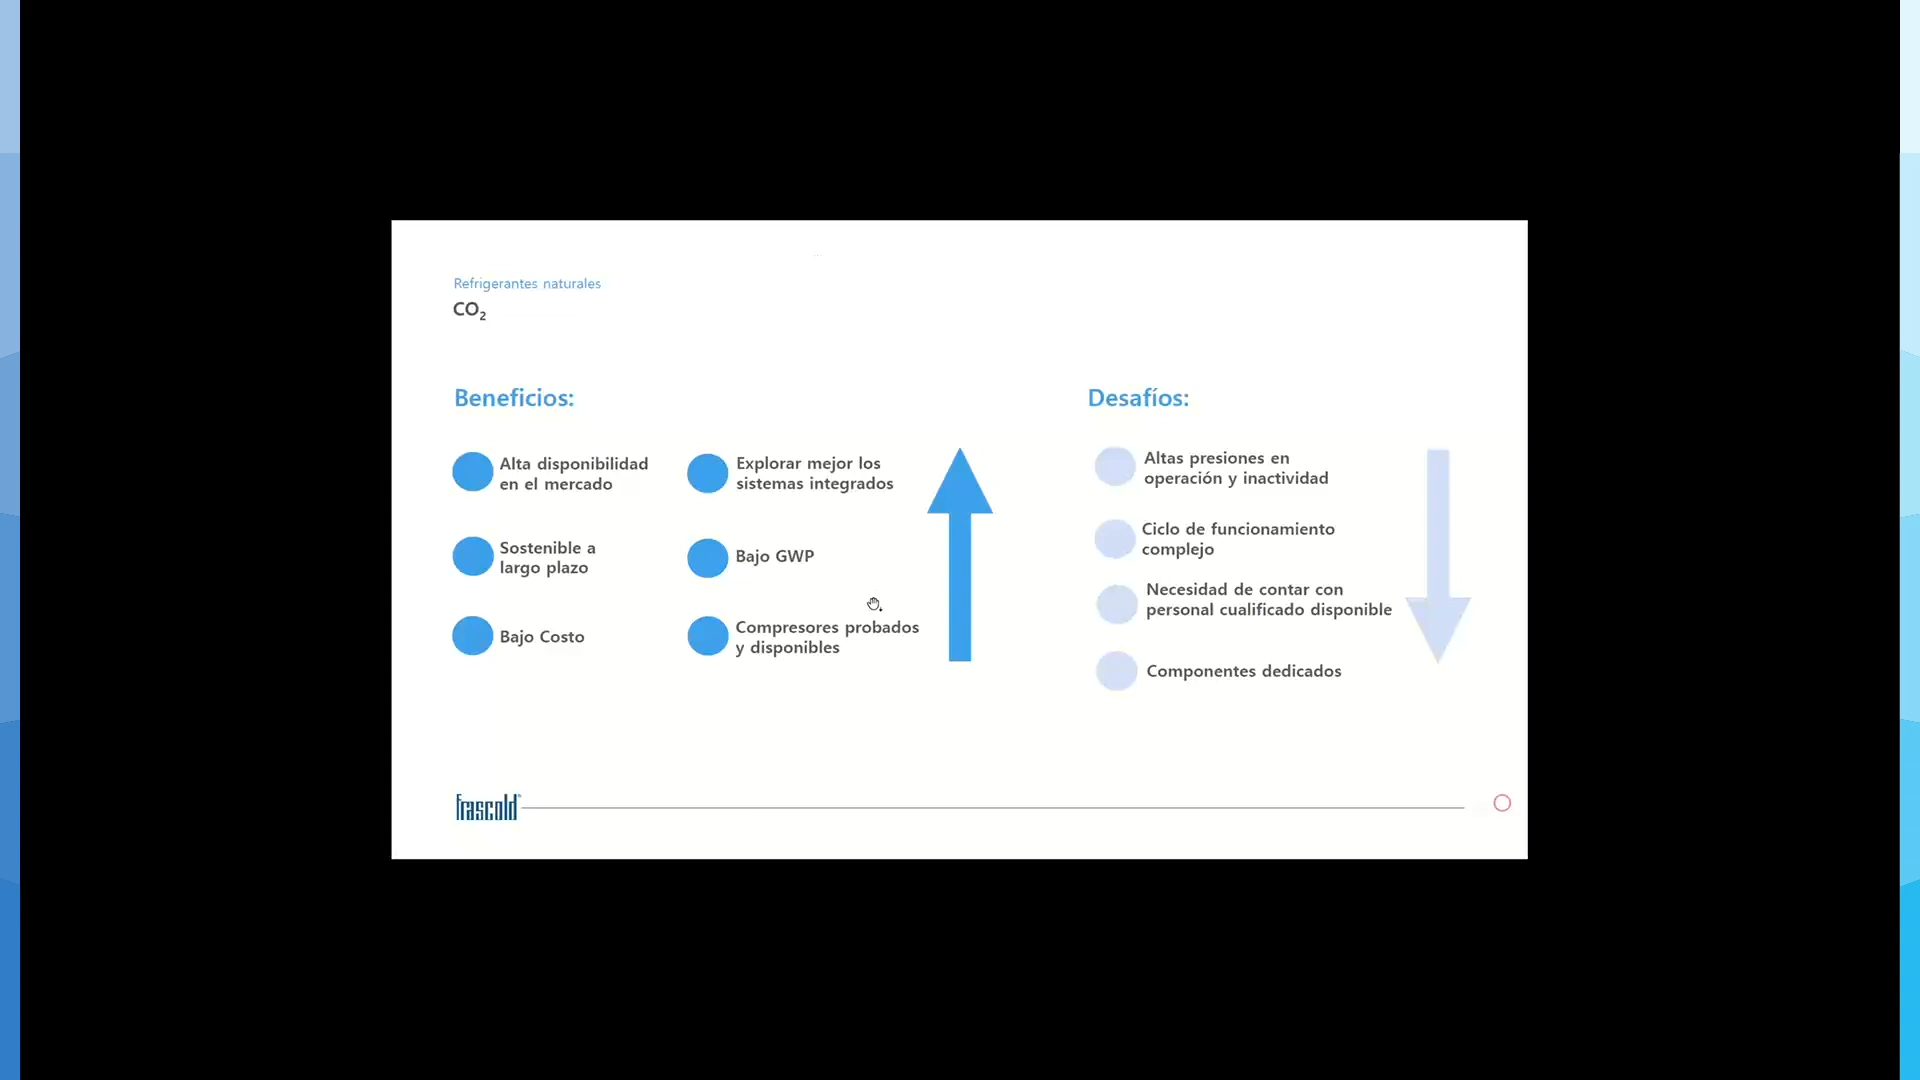 Refrigerantes naturales
CO₂
Beneficios:
Alta disponibilidad
en el mercado
Sostenible a
largo plazo
Bajo Costo
Explorar mejor los
sistemas integrados
Bajo GWP
Compresores probados
y disponibles
Desafíos:
Altas presiones en
operación y inactividad
Ciclo de funcionamiento
complejo
Necesidad de contar con
personal cualificado disponible
Componentes dedicados
frascold®